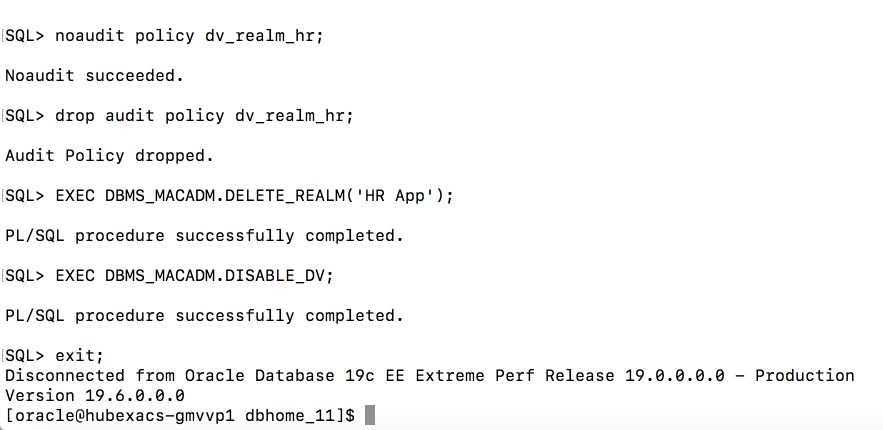 [SQL> noaudit policy dv_realm_hr;
Noaudit succeeded.
[SQL> drop audit policy dv_realm_hr;
Audit Policy dropped.
[SQL> EXEC DBMS_MACADM.DELETE_REALM('HR App');
PL/SQL procedure successfully completed.
[SQL> EXEC DBMS_MACADM.DISABLE_DV;
PL/SQL procedure successfully completed.
[SQL> exit;
Disconnected from Oracle Database 19c EE Extreme Perf Release 19.0.0.0.0 - Production
Version 19.6.0.0.0
[oracle@hubexacs-gmvvp1 dbhome_11]$